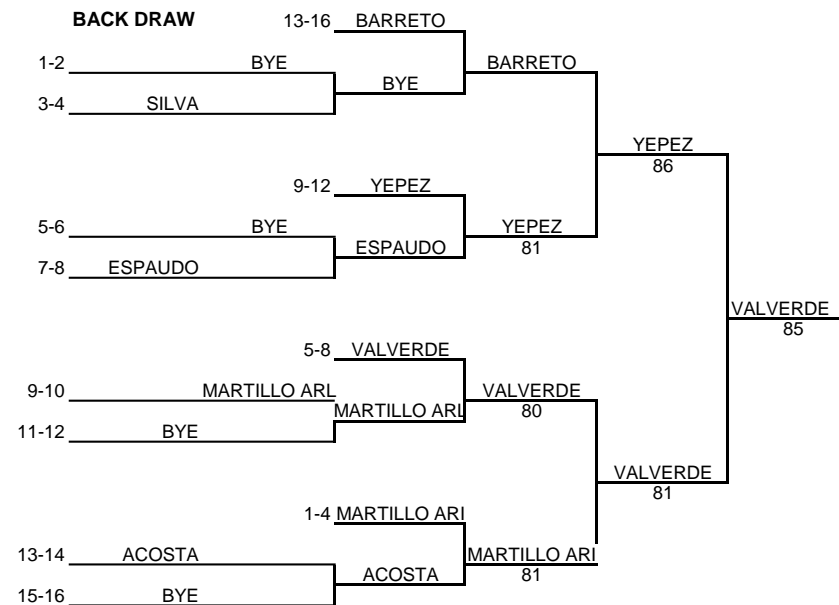 BACK DRAW 13-16 BARRETO
1-2 BYE BARRETO
BYE
3-4 SILVA
YEPEZ
86
9-12 YEPEZ
5-6 BYE YEPEZ
81
ESPAUDO
7-8 ESPAUDO
VALVERDE
85
5-8 VALVERDE
9-10 MARTILLO ARL VALVERDE
80
MARTILLO ARL
11-12 BYE
VALVERDE
81
1-4 MARTILLO ARI
13-14 ACOSTA MARTILLO ARI
81
ACOSTA
15-16 BYE